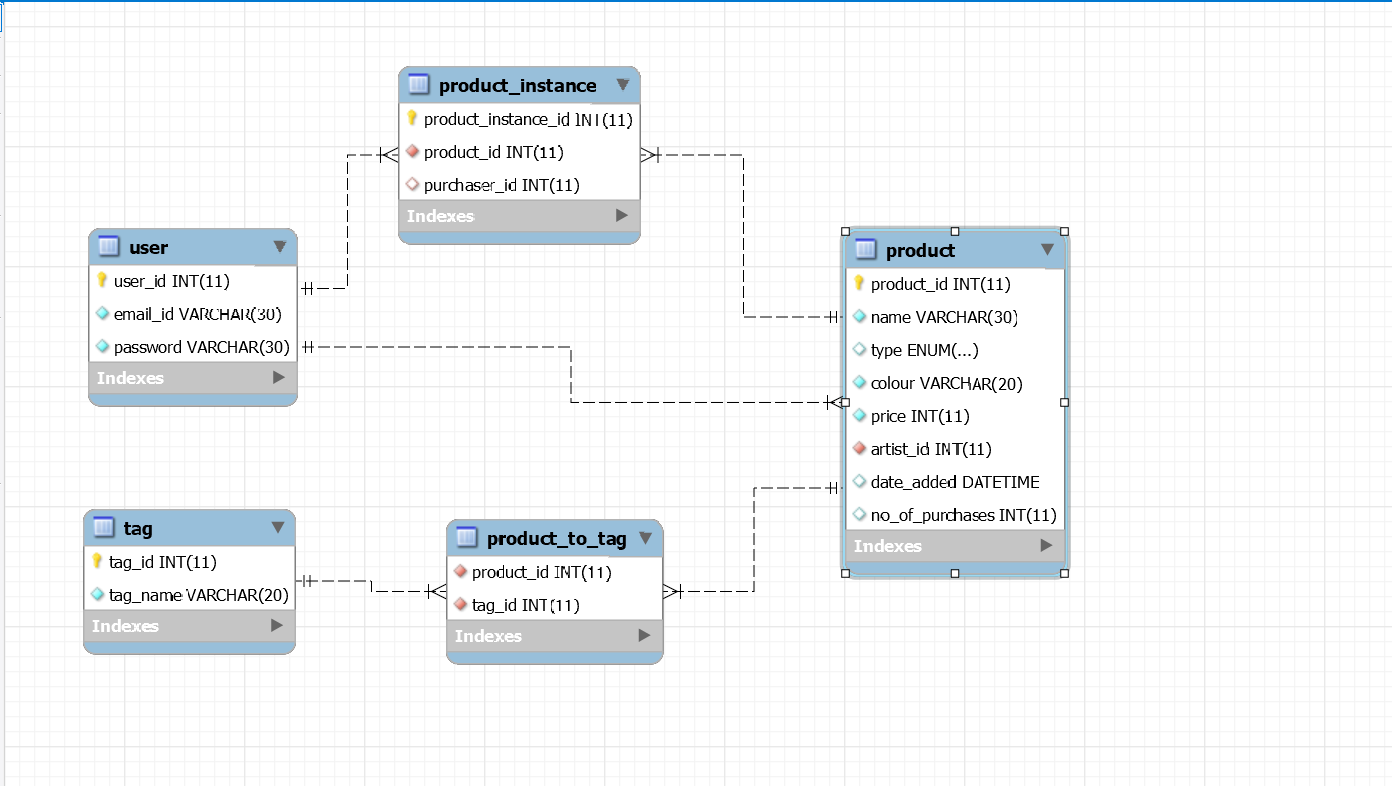 product_instance
product_instance_id INT(11)
product_id INT(11)
purchaser_id INT(11)
Indexes
user
user_id INT(11)
email_id VARCHAR(30)
password VARCHAR(30)
Indexes
product
product_id INT(11)
name VARCHAR(30)
type ENUM(...)
colour VARCHAR(20)
price INT(11)
artist_id INT(11)
date_added DATETIME
no_of_purchases INT(11)
Indexes
tag
tag_id INT(11)
tag_name VARCHAR(20)
Indexes
product_to_tag
product_id INT(11)
tag_id INT(11)
Indexes